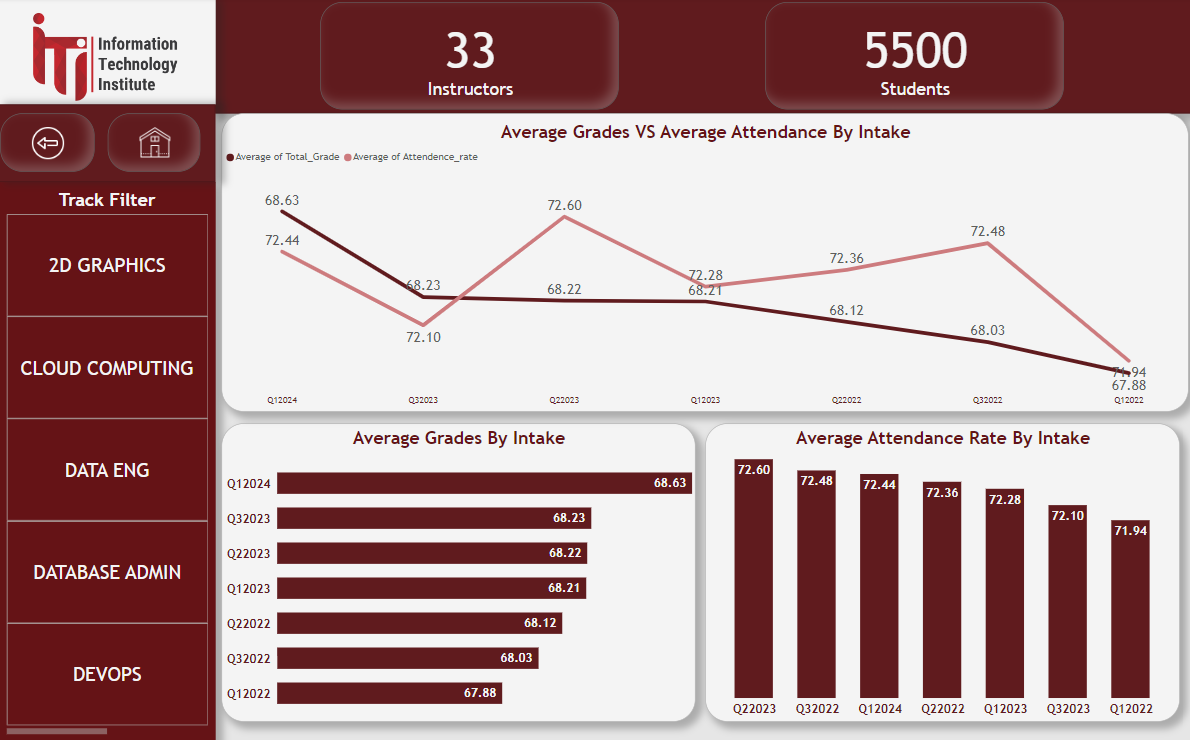 iTi
Information
Technology
Institute
33
Instructors
5500
Students
Track Filter
2D GRAPHICS
CLOUD COMPUTING
DATA ENG
DATABASE ADMIN
DEVOPS
Average Grades VS Average Attendance By Intake
Average of Total_Grade Average of Attendence_rate
68.63
72.44
68.23
72.10
72.60
68.22
72.28
68.21
72.36
68.12
72.48
68.03
71.94
67.88
Q12024 Q32023 Q22023 Q12023 Q22022 Q32022 Q12022
Average Grades By Intake
Q12024 68.63
Q32023 68.23
Q22023 68.22
Q12023 68.21
Q22022 68.12
Q32022 68.03
Q12022 67.88
Average Attendance Rate By Intake
72.60 72.48 72.44 72.36 72.28 72.10 71.94
Q22023 Q32022 Q12024 Q22022 Q12023 Q32023 Q12022